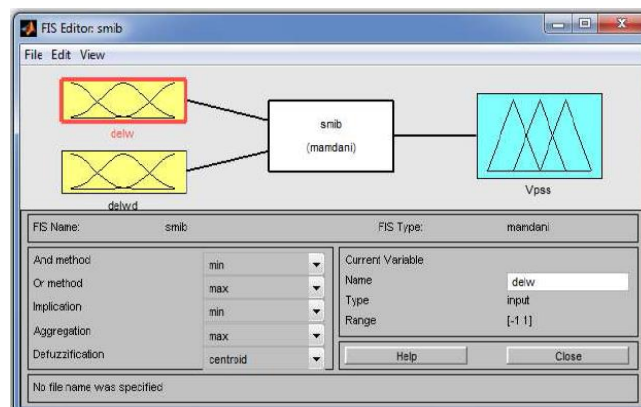 FIS Editor: smib
File Edit View
delw
delwd
smib
(mamdani)
Vpss
FIS Name: smib FIS Type: mamdani
And method min
Or method max
Implication min
Aggregation max
Defuzzification centroid
Current Variable
Name delw
Type input
Range [-1 1]
Help Close
No file name was specified